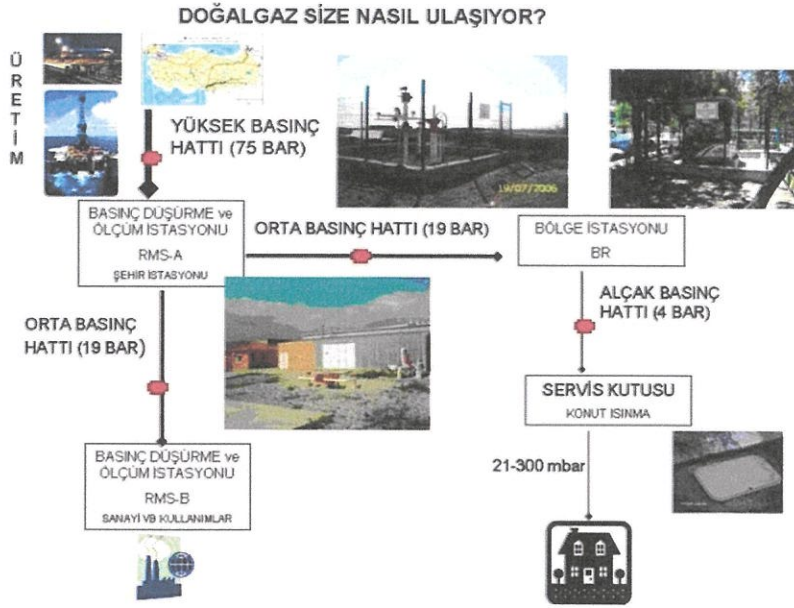 DOĞALGAZ SİZE NASIL ULAŞIYOR?
ÜRETİM
YÜKSEK BASINÇ
HATTI (75 BAR)
19/07/2006
BASINÇ DÜŞÜRME ve
ÖLÇÜM İSTASYONU
RMS-A
ŞEHİR İSTASYONU
ORTA BASINÇ HATTI (19 BAR)
BÖLGE İSTASYONU
BR
ALÇAK BASINÇ
HATTI (4 BAR)
ORTA BASINÇ
HATTI (19 BAR)
SERVİS KUTUSU
KONUT ISINMA
BASINÇ DÜŞÜRME ve
ÖLÇÜM İSTASYONU
RMS-B
SANAYİ VB KULLANIMLAR
21-300 mbar